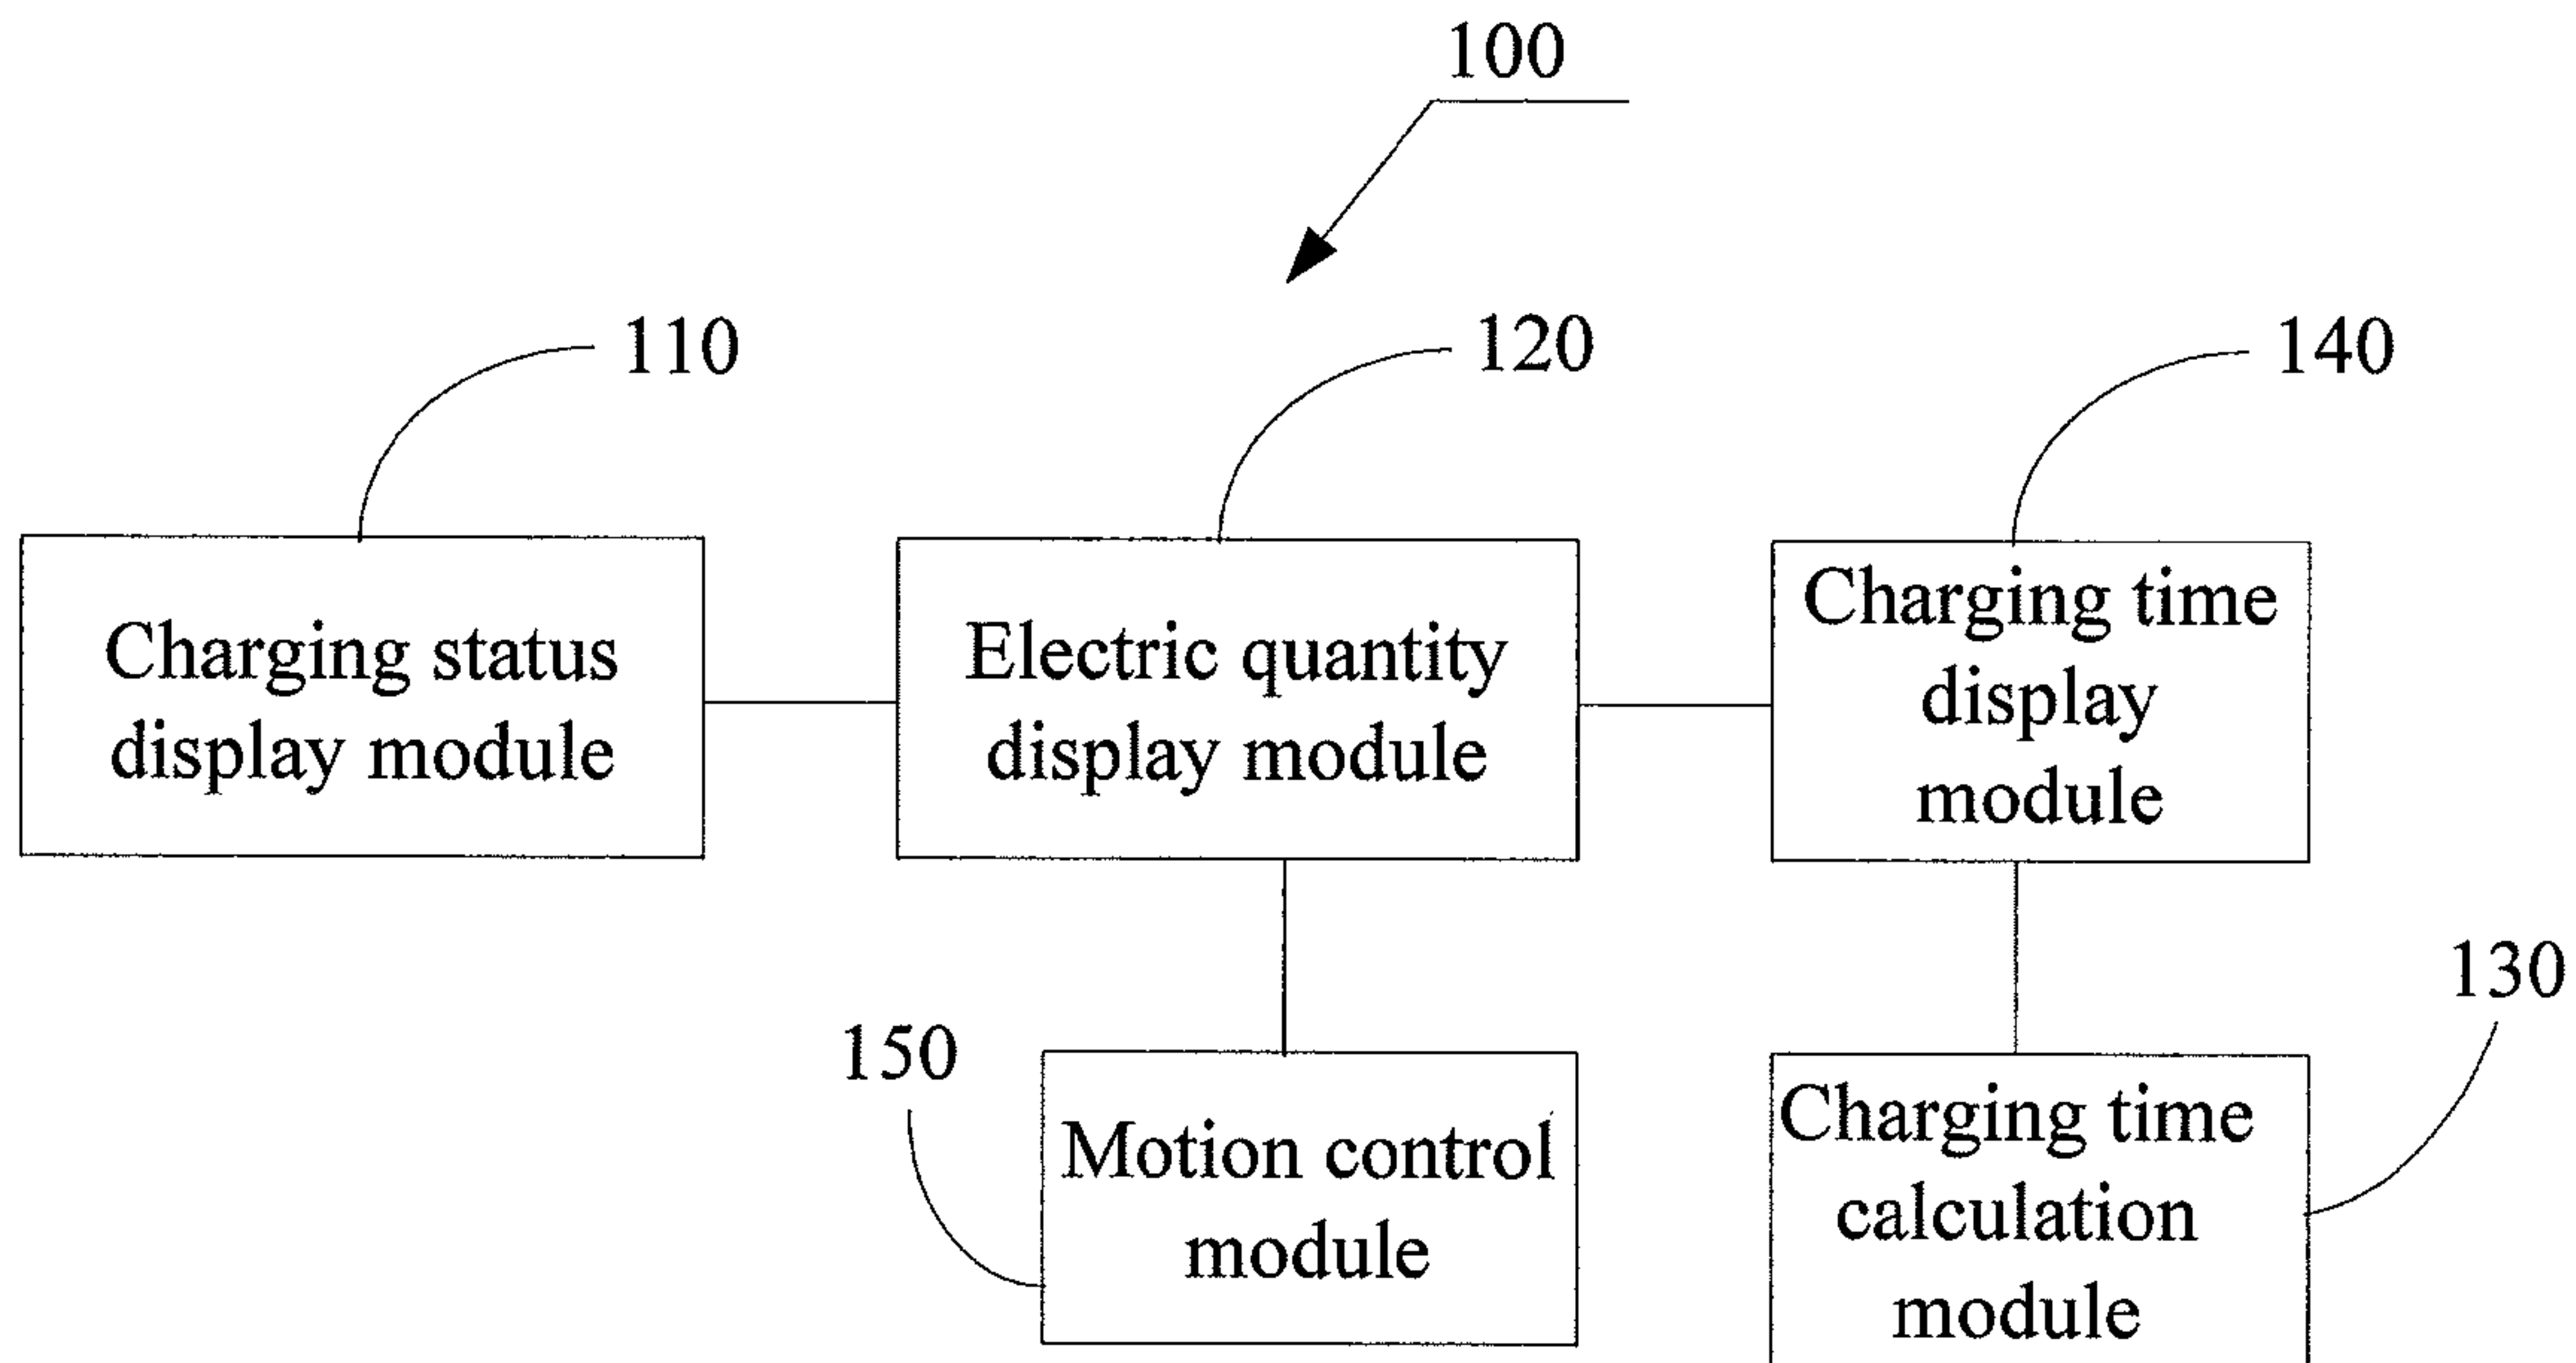 100
110
120
140
Charging status
display module
Electric quantity
display module
Charging time
display
module
150
130
Motion control
module
Charging time
calculation
module